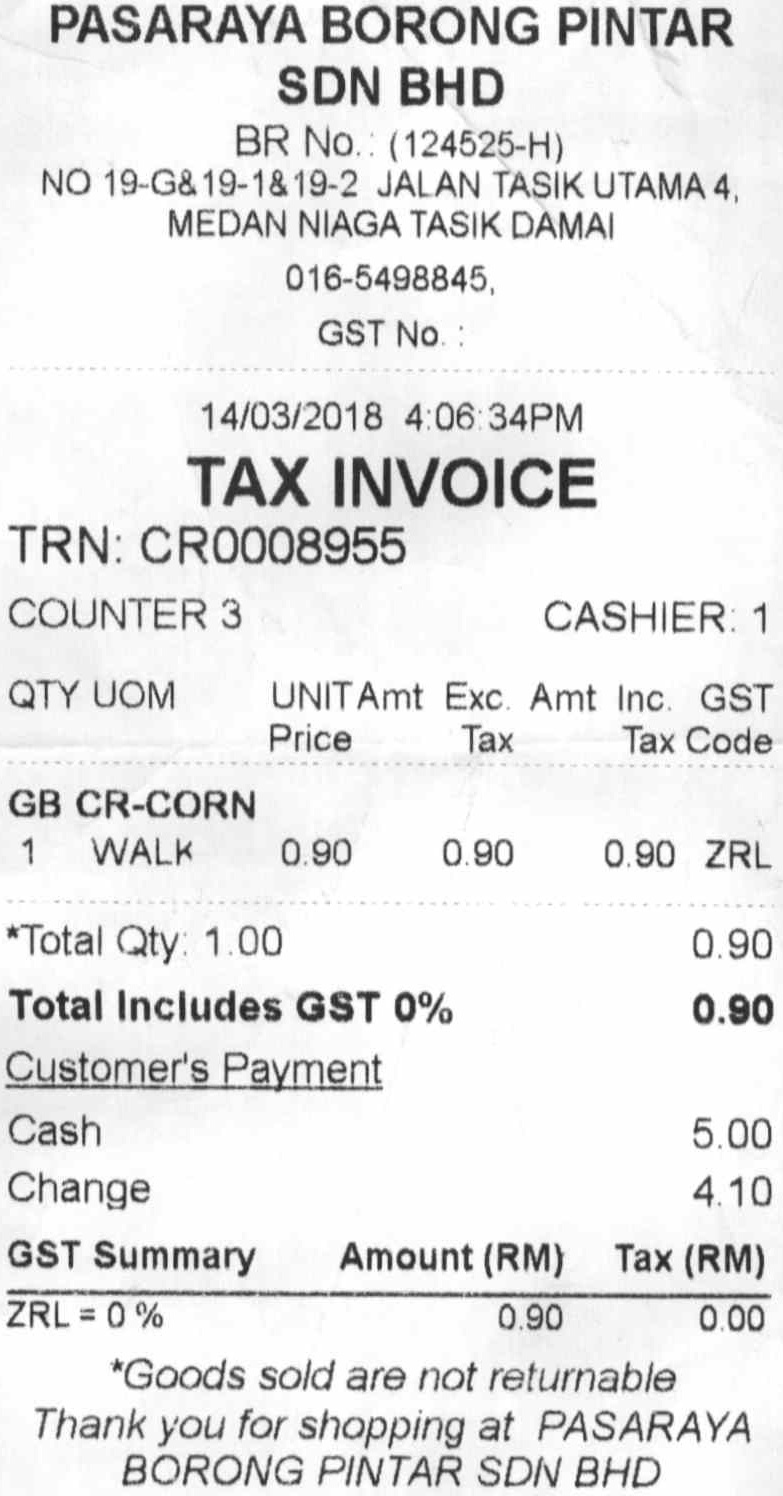 PASARAYA BORONG PINTAR
SDN BHD
BR No.: (124525-H)
NO 19-G&19-1&19-2 JALAN TASIK UTAMA 4,
MEDAN NIAGA TASIK DAMAI
016-5498845,
GST No. :
14/03/2018 4:06:34PM
TAX INVOICE
TRN: CR0008955
COUNTER 3 CASHIER: 1
QTY UOM UNIT Amt Exc. Amt Inc. GST
Price Tax Tax Code
GB CR-CORN
1 WALK 0.90 0.90 0.90 ZRL
*Total Qty: 1.00 0.90
Total Includes GST 0% 0.90
Customer's Payment
Cash 5.00
Change 4.10
GST Summary Amount (RM) Tax (RM)
ZRL = 0 % 0.90 0.00
*Goods sold are not returnable
Thank you for shopping at PASARAYA
BORONG PINTAR SDN BHD